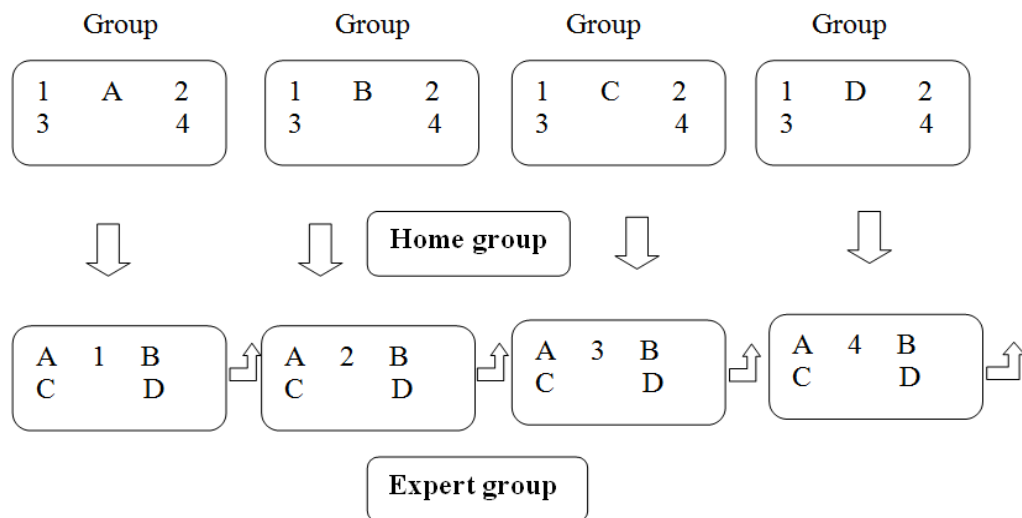 Group Group Group Group
1 A 2 1 B 2 1 C 2 1 D 2
3 4 3 4 3 4 3 4
Home group
A 1 B A 2 B A 3 B A 4 B
C D C D C D C D
Expert group